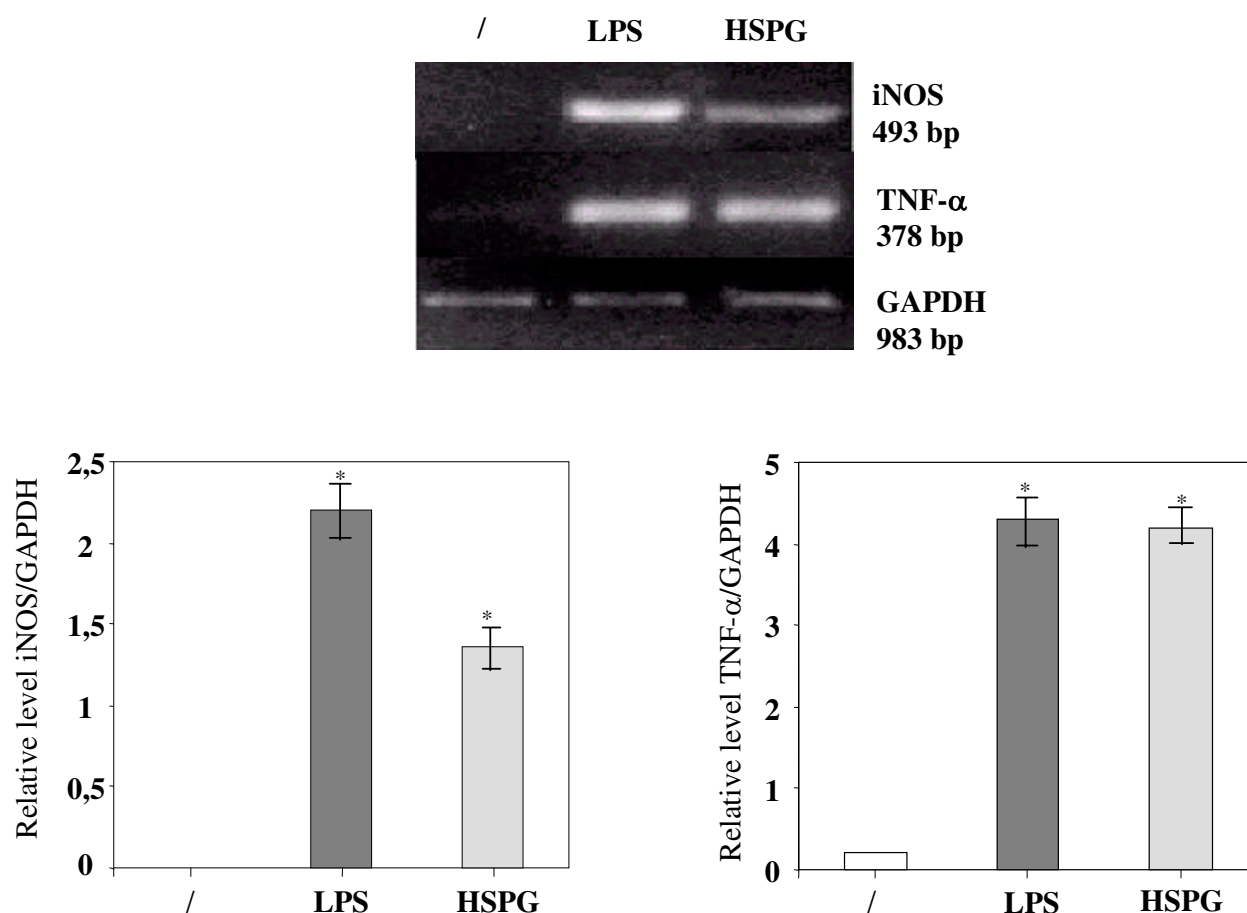 / LPS HSPG
iNOS
493 bp
TNF-α
378 bp
GAPDH
983 bp
Relative level iNOS/GAPDH
2,5
*
2
1,5
*
1
0,5
0
/ LPS HSPG
Relative level TNF-α/GAPDH
5
* *
4
3
2
1
0
/ LPS HSPG